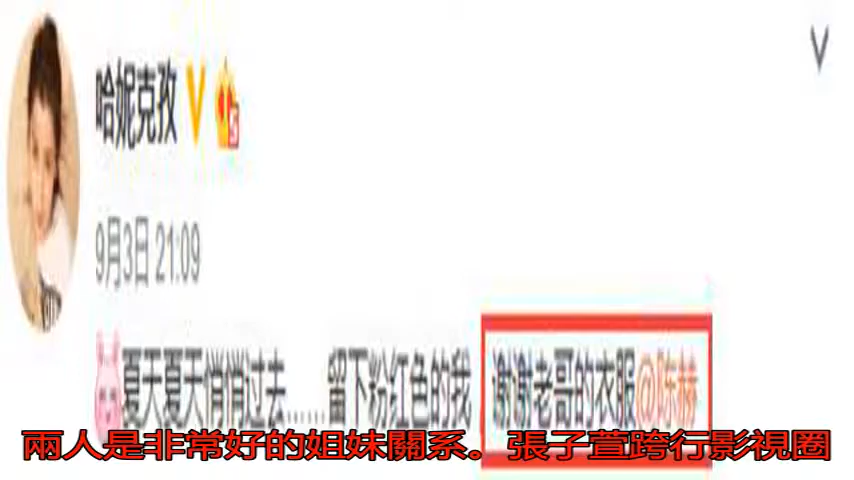 哈妮克孜
9月3日 21:09
夏天夏天悄悄过去......留下粉红色的我 谢谢老哥的衣服@陈赫
兩人是非常好的姐妹關系。張子萱跨行影視圈